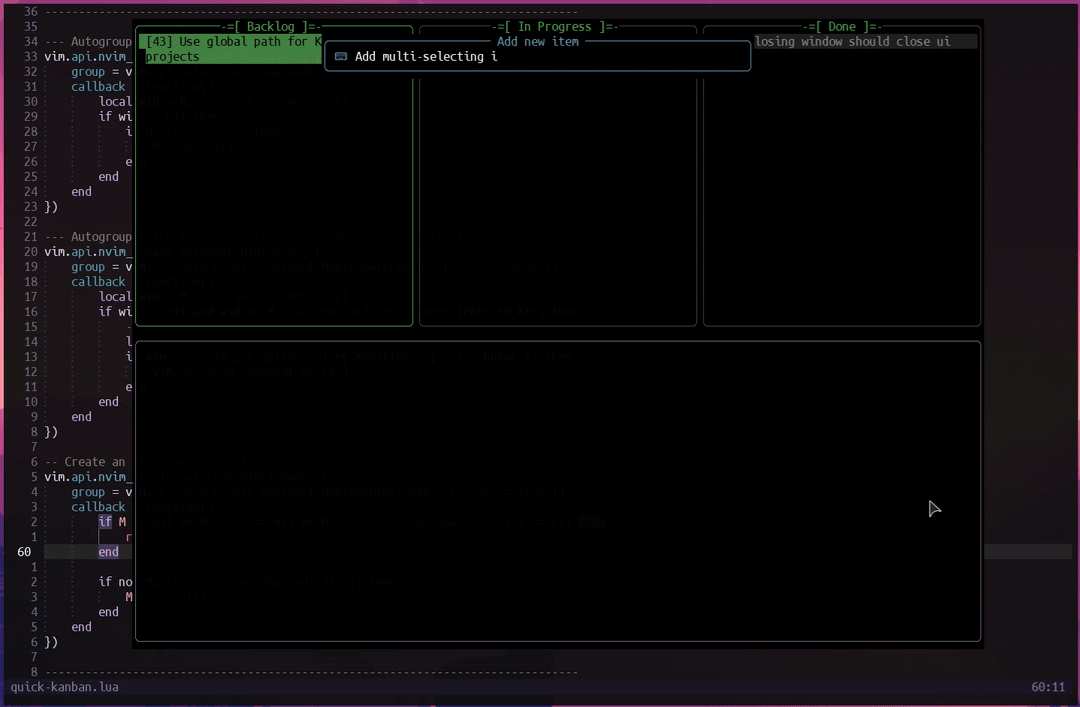 36 ------------------------------------------------------------------------------
35 -=[ Backlog ]=- -=[ In Progress ]=- -=[ Done ]=-
34 --- Autogroup [43] Use global path for K Add new item losing window should close ui
33 vim.api.nvim_ projects Add multi-selecting i
32 group = v
31 callback
30 local
29 if wi
28 i
27
26 e
25 end
24 end
23 })
22
21 --- Autogroup
20 vim.api.nvim_
19 group = v
18 callback
17 local
16 if wi
15 -
14 l
13 i
12
11 e
10 end
9 end
8 })
7
6 -- Create an
5 vim.api.nvim_
4 group = v
3 callback
2 if M
1 r
60 end
1
2 if no
3 M
4 end
5 end
6 })
7
8 ------------------------------------------------------------------------------
quick-kanban.lua 60:11